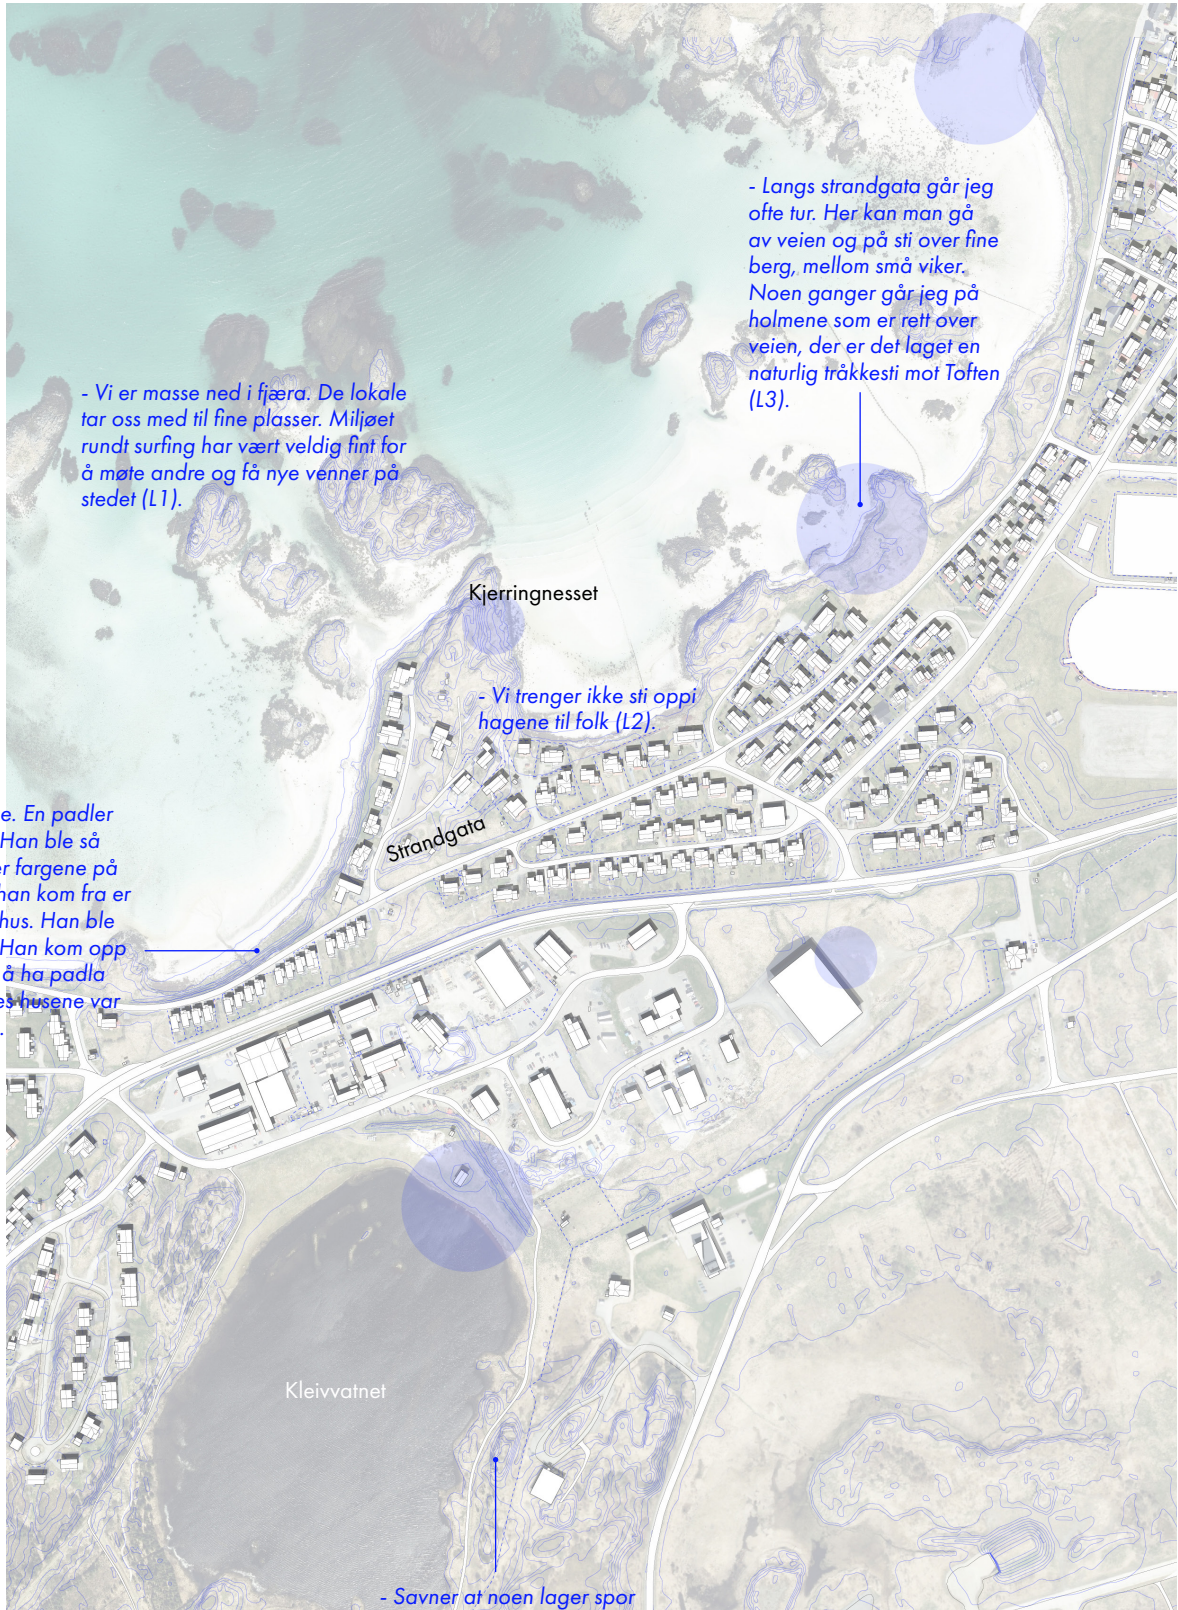 - Langs strandgata går jeg
ofte tur. Her kan man gå
av veien og på sti over fine
berg, mellom små viker.
Noen ganger går jeg på
holmene som er rett over
veien, der er det laget en
naturlig tråkkesti mot Toften
(L3).
- Vi er masse ned i fjæra. De lokale
tar oss med til fine plasser. Miljøet
rundt surfing har vært veldig fint for
å møte andre og få nye venner på
stedet (L1).
Kjerringnesset
- Vi trenger ikke sti oppi
hagene til folk (L2).
Strandgata
e. En padler
Han ble så
er fargene på
han kom fra er
hus. Han ble
Han kom opp
å ha padla
es husene var
.
Kleivvatnet
- Savner at noen lager spor